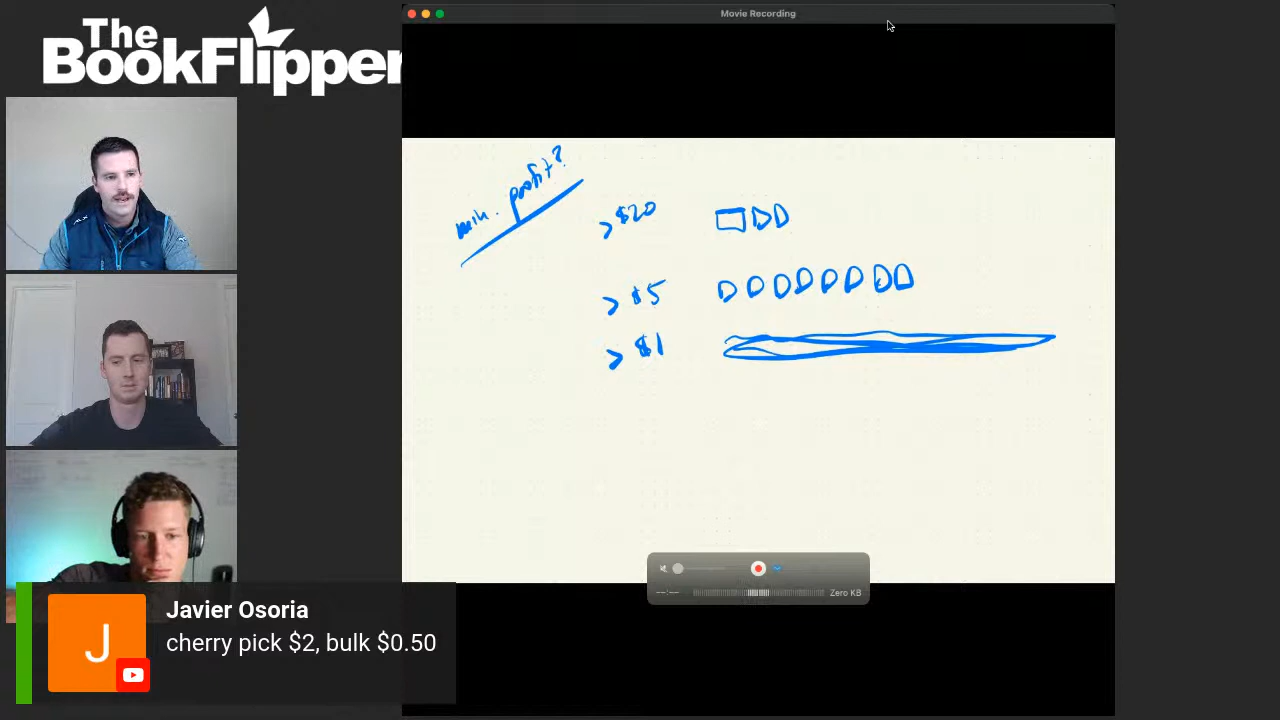 The
BookFlipper
Movie Recording
min. profit?
> $20
> $5
> $1
--:--
Zero KB
J
Javier Osoria
cherry pick $2, bulk $0.50